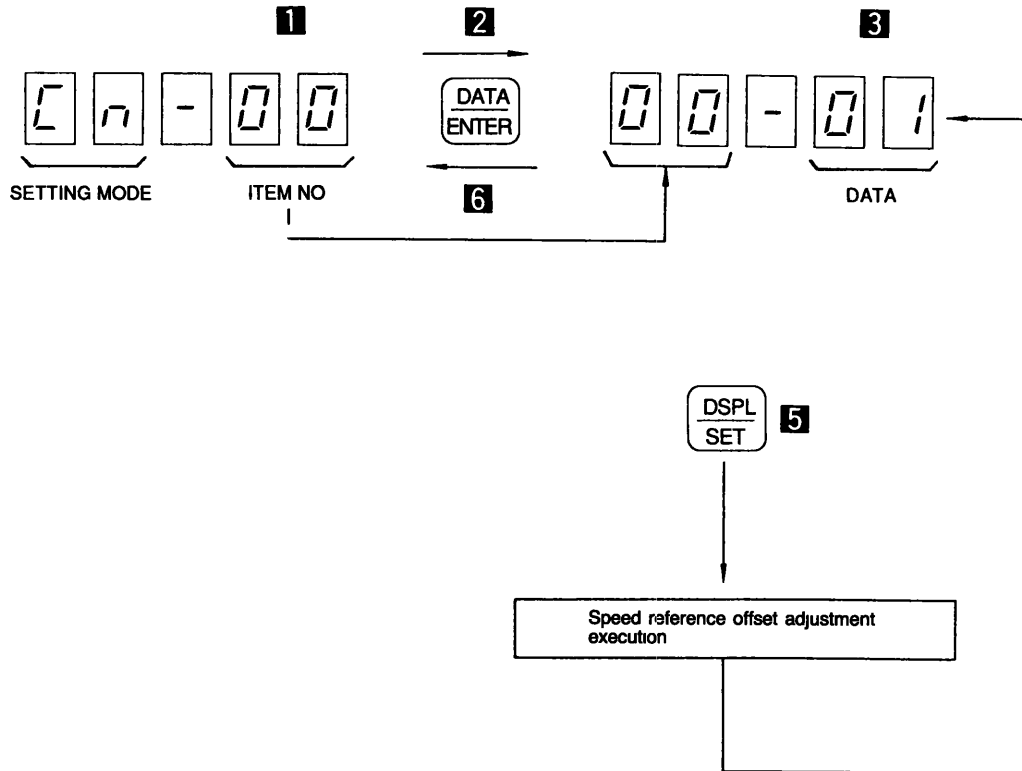 1 2 3
Cn-00
DATA
ENTER
00-01
SETTING MODE
ITEM NO
6
DATA
DSPL
SET
5
Speed reference offset adjustment
execution